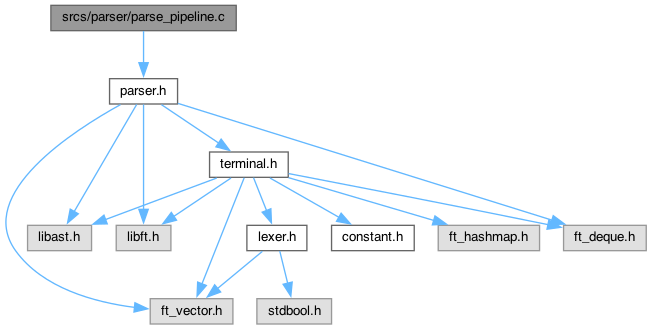 srcs/parser/parse_pipeline.c
parser.h
terminal.h
libast.h
libft.h
lexer.h
constant.h
ft_hashmap.h
ft_deque.h
ft_vector.h
stdbool.h